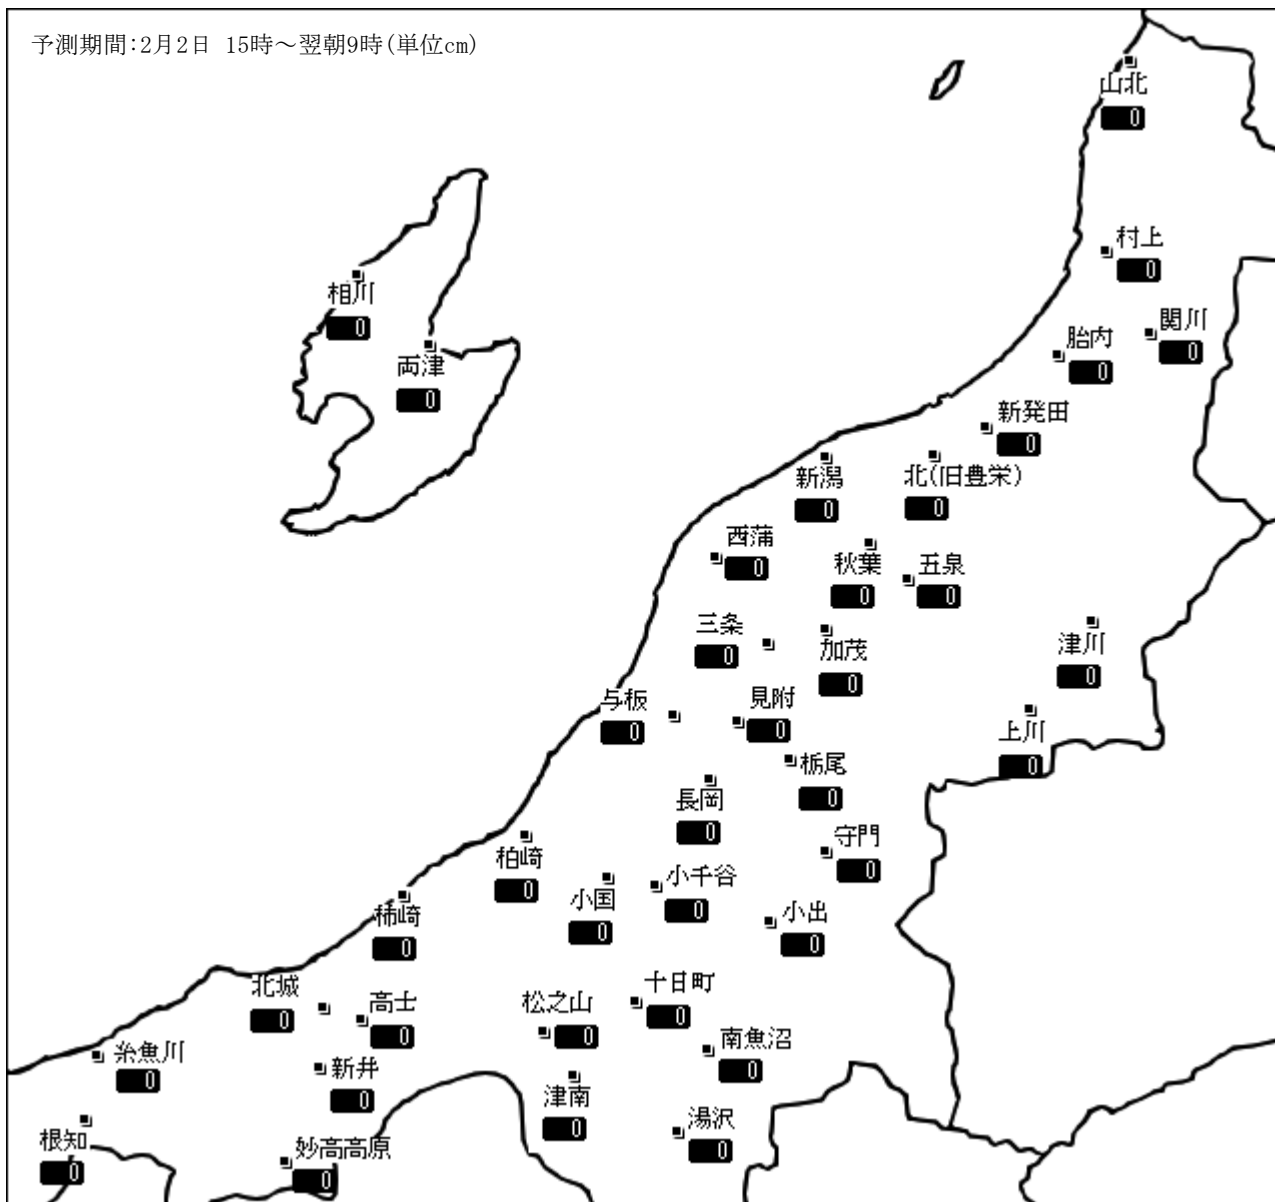 予測期間:2月2日 15時～翌朝9時(単位cm)
山北
0
村上
0
相川
0
関川
0
胎内
0
両津
0
新発田
0
新潟
0
北(旧豊栄)
0
西蒲
0
秋葉
0
五泉
0
三条
0
加茂
0
津川
0
与板
0
見附
0
上川
0
栃尾
0
長岡
0
守門
0
柏崎
0
小千谷
0
小国
0
柿崎
0
小出
0
北城
0
高士
0
松之山
0
十日町
0
南魚沼
0
糸魚川
0
新井
0
津南
0
湯沢
0
根知
0
妙高高原
0